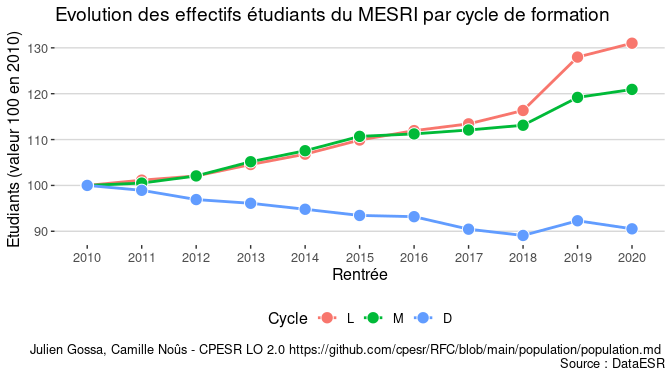 Evolution des effectifs étudiants du MESRI par cycle de formation
Etudiants (valeur 100 en 2010)
130
120
110
100
90
2010 2011 2012 2013 2014 2015 2016 2017 2018 2019 2020
Rentrée
Cycle L M D
Julien Gossa, Camille Noûs - CPESR LO 2.0 https://github.com/cpesr/RFC/blob/main/population/population.md
Source : DataESR